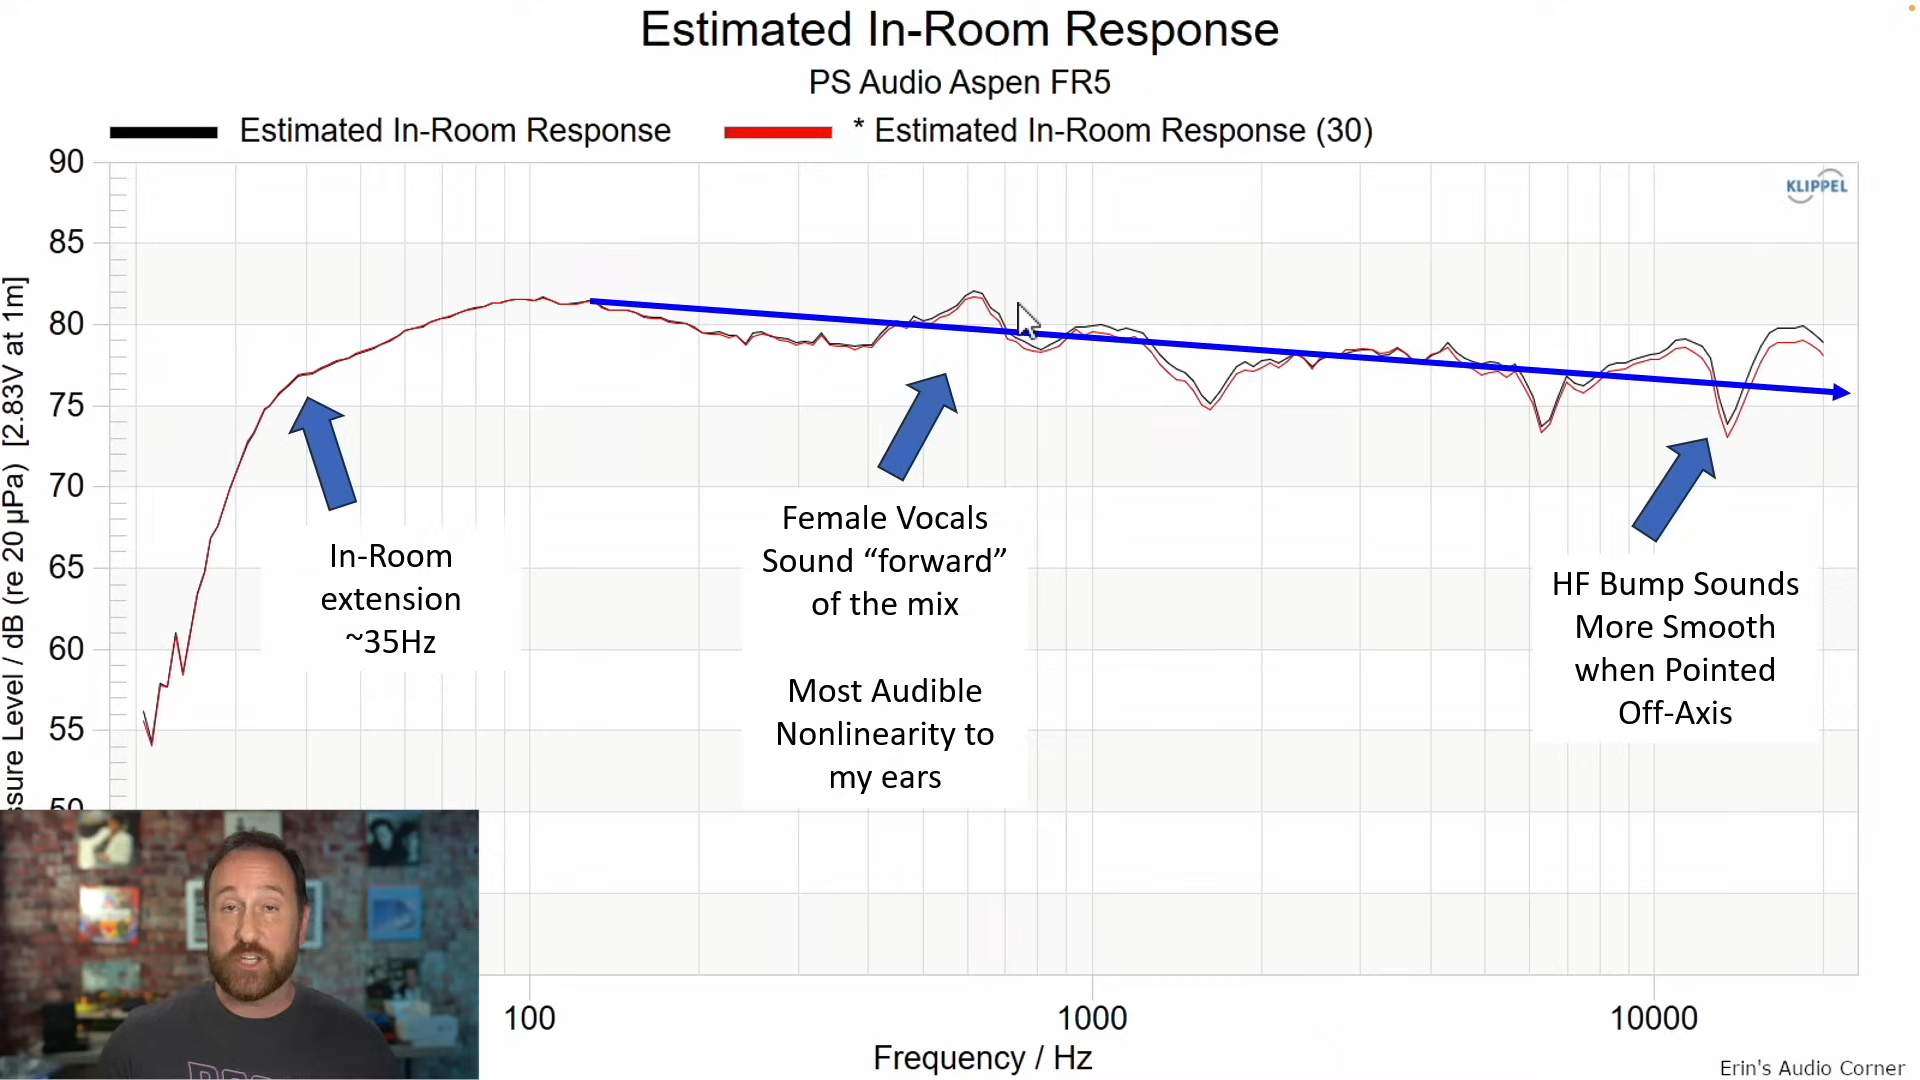 Estimated In-Room Response
PS Audio Aspen FR5
Estimated In-Room Response
* Estimated In-Room Response (30)
90
85
80
75
70
65
60
55
50
ssure Level / dB (re 20 µPa) [2.83V at 1m]
KLIPPEL
In-Room
extension
~35Hz
Female Vocals
Sound “forward”
of the mix
Most Audible
Nonlinearity to
my ears
HF Bump Sounds
More Smooth
when Pointed
Off-Axis
100
1000
10000
Frequency / Hz
Erin's Audio Corner